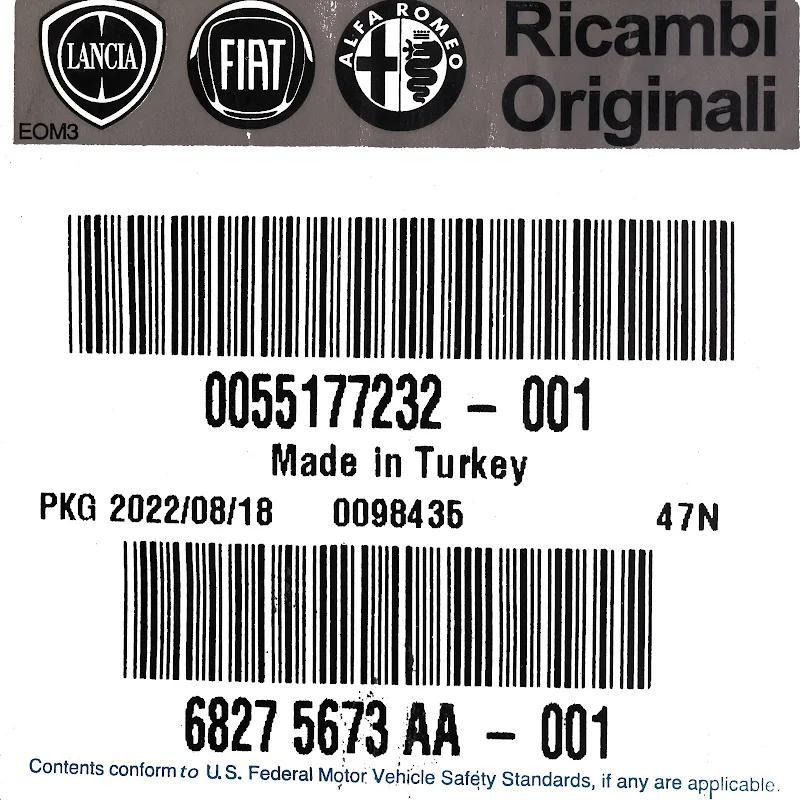 LANCIA FIAT ALFA ROMEO Ricambi
Originali
EOM3
0055177232 - 001
Made in Turkey
PKG 2022/08/18 0098435 47N
6827 5673 AA - 001
Contents conform to U.S. Federal Motor Vehicle Safety Standards, if any are applicable.